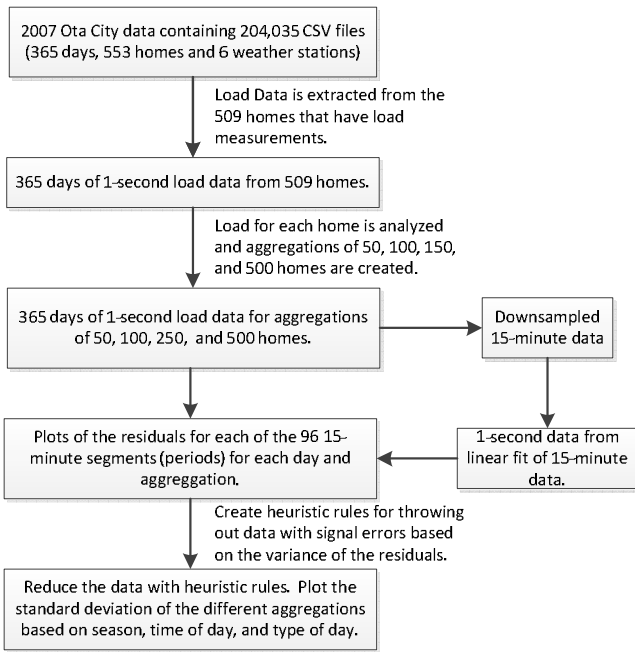 2007 Ota City data containing 204,035 CSV files
(365 days, 553 homes and 6 weather stations)
Load Data is extracted from the
509 homes that have load
measurements.
365 days of 1-second load data from 509 homes.
Load for each home is analyzed
and aggregations of 50, 100, 150,
and 500 homes are created.
365 days of 1-second load data for aggregations
of 50, 100, 250,  and 500 homes.
Downsampled
15-minute data
1-second data from
linear fit of 15-minute
data.
Plots of the residuals for each of the 96 15-
minute segments (periods) for each day and
aggreggation.
Create heuristic rules for throwing
out data with signal errors based
on the variance of the residuals.
Reduce the data with heuristic rules.  Plot the
standard deviation of the different aggregations
based on season, time of day, and type of day.